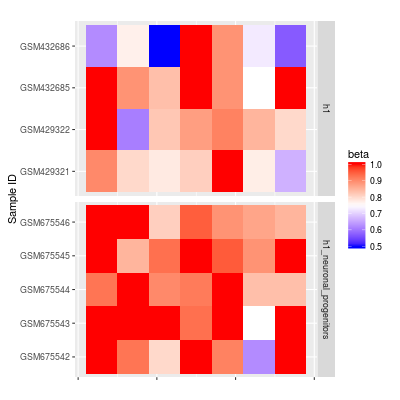 Sample ID
GSM432686
GSM432685
GSM429322
GSM429321
h1
GSM675546
GSM675545
GSM675544
GSM675543
GSM675542
h1_neuronal_progenitors
beta
1.0
0.9
0.8
0.7
0.6
0.5